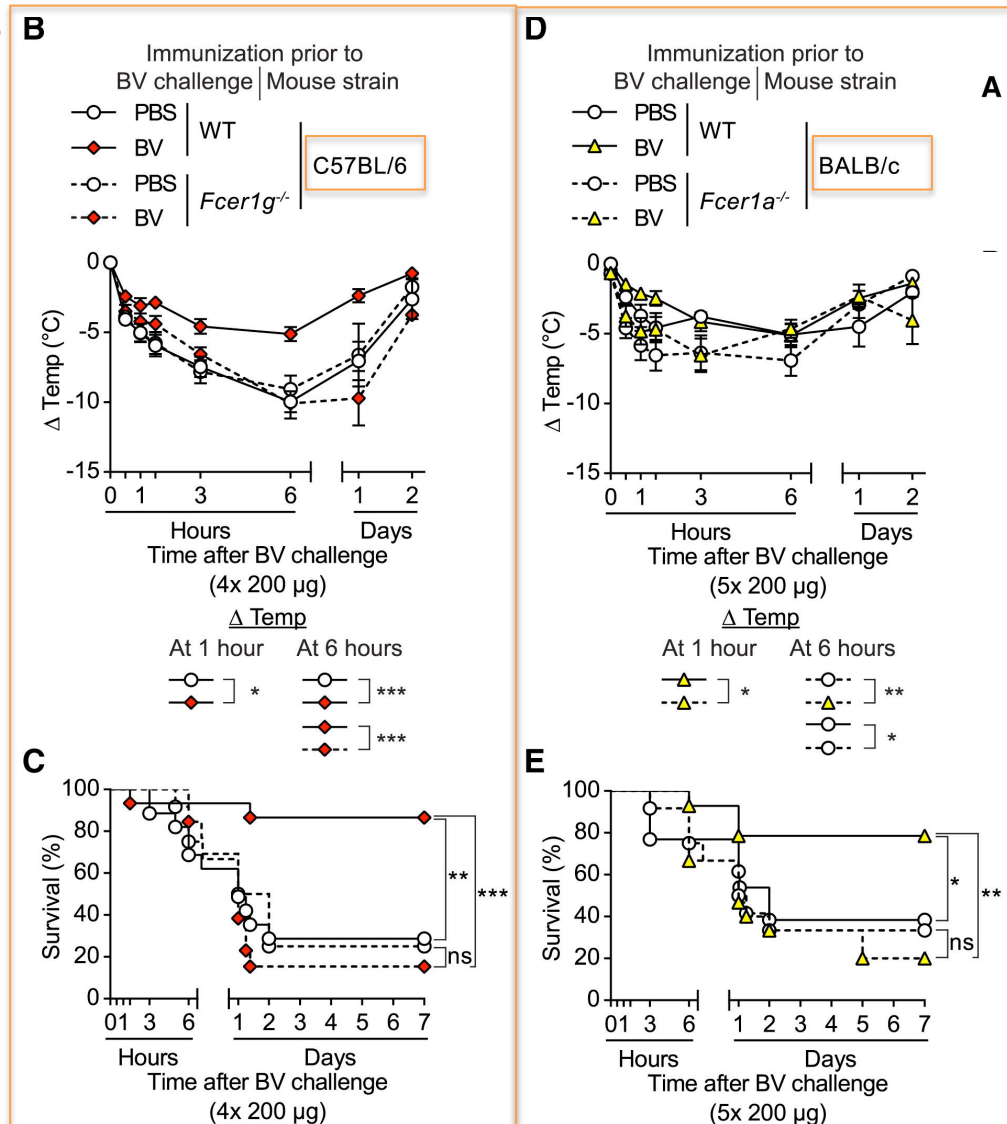 B
Immunization prior to
BV challenge | Mouse strain
PBS
BV
WT
PBS
BV
Fcer1g-/-
C57BL/6
0
-5
-10
-15
Δ Temp (°C)
0 1 3 6 1 2
Hours Days
Time after BV challenge
(4x 200 µg)
Δ Temp
At 1 hour At 6 hours
*
***
***
C
100
80
60
40
20
0
Survival (%)
**
***
ns
0 1 3 6 1 2 3 4 5 6 7
Hours Days
Time after BV challenge
(4x 200 µg)
D
Immunization prior to
BV challenge | Mouse strain
PBS
BV
WT
PBS
BV
Fcer1a-/-
BALB/c
0
-5
-10
-15
Δ Temp (°C)
0 1 3 6 1 2
Hours Days
Time after BV challenge
(5x 200 µg)
Δ Temp
At 1 hour At 6 hours
*
**
*
E
100
80
60
40
20
0
Survival (%)
*
**
ns
0 1 3 6 1 2 3 4 5 6 7
Hours Days
Time after BV challenge
(5x 200 µg)
A